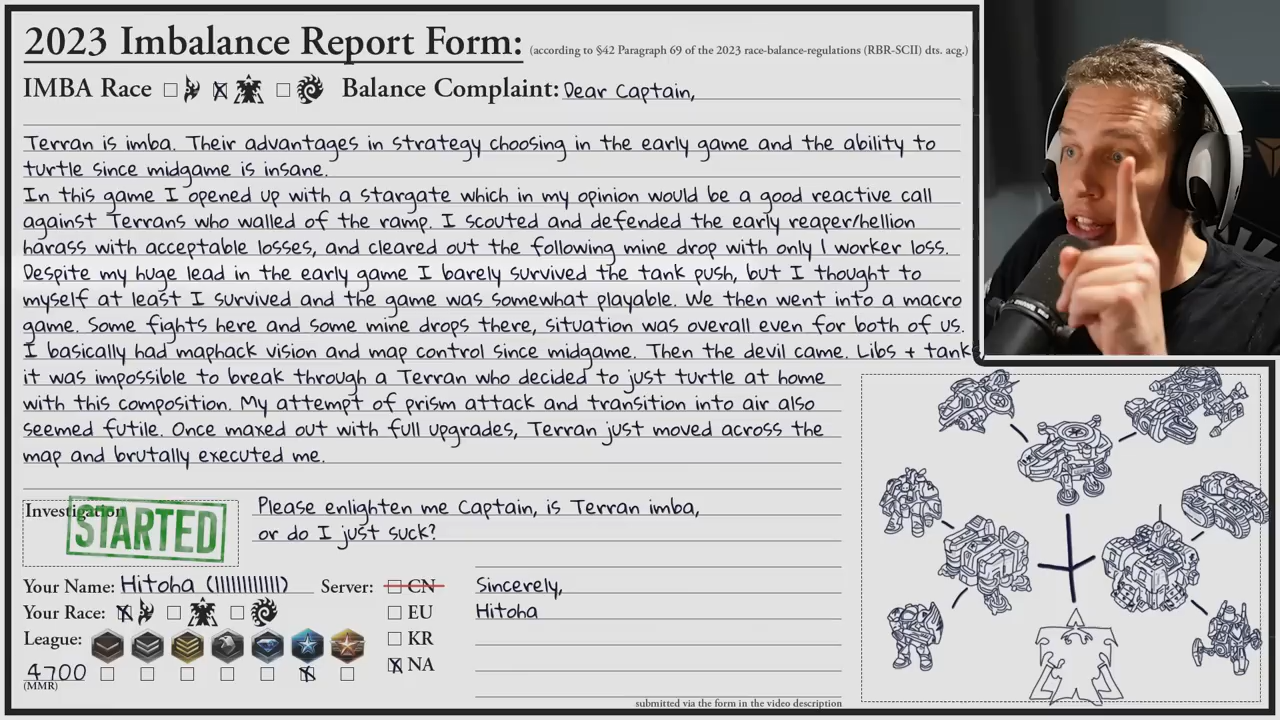 2023 Imbalance Report Form: (according to §42 Paragraph 69 of the 2023 race-balance-regulations (RBR-SCII) dts. acg.)
IMBA Race Balance Complaint: Dear Captain,
Terran is imba. Their advantages in strategy choosing in the early game and the ability to
turtle since midgame is insane.
In this game I opened up with a stargate which in my opinion would be a good reactive call
against Terrans who walled of the ramp. I scouted and defended the early reaper/hellion
harass with acceptable losses, and cleared out the following mine drop with only 1 worker loss.
Despite my huge lead in the early game I barely survived the tank push, but I thought to
myself at least I survived and the game was somewhat playable. We then went into a macro
game. Some fights here and some mine drops there, situation was overall even for both of us.
I basically had maphack vision and map control since midgame. Then the devil came. Libs + tank
it was impossible to break through a Terran who decided to just turtle at home
with this composition. My attempt of prism attack and transition into air also
seemed futile. Once maxed out with full upgrades, Terran just moved across the
map and brutally executed me.
Investigation
STARTED
Please enlighten me Captain, is Terran imba,
or do I just suck?
Your Name: Hitoha (||||||||||||) Server: CN
Your Race: EU
League: KR
4700 NA
(MMR)
Sincerely,
Hitoha
submitted via the form in the video description